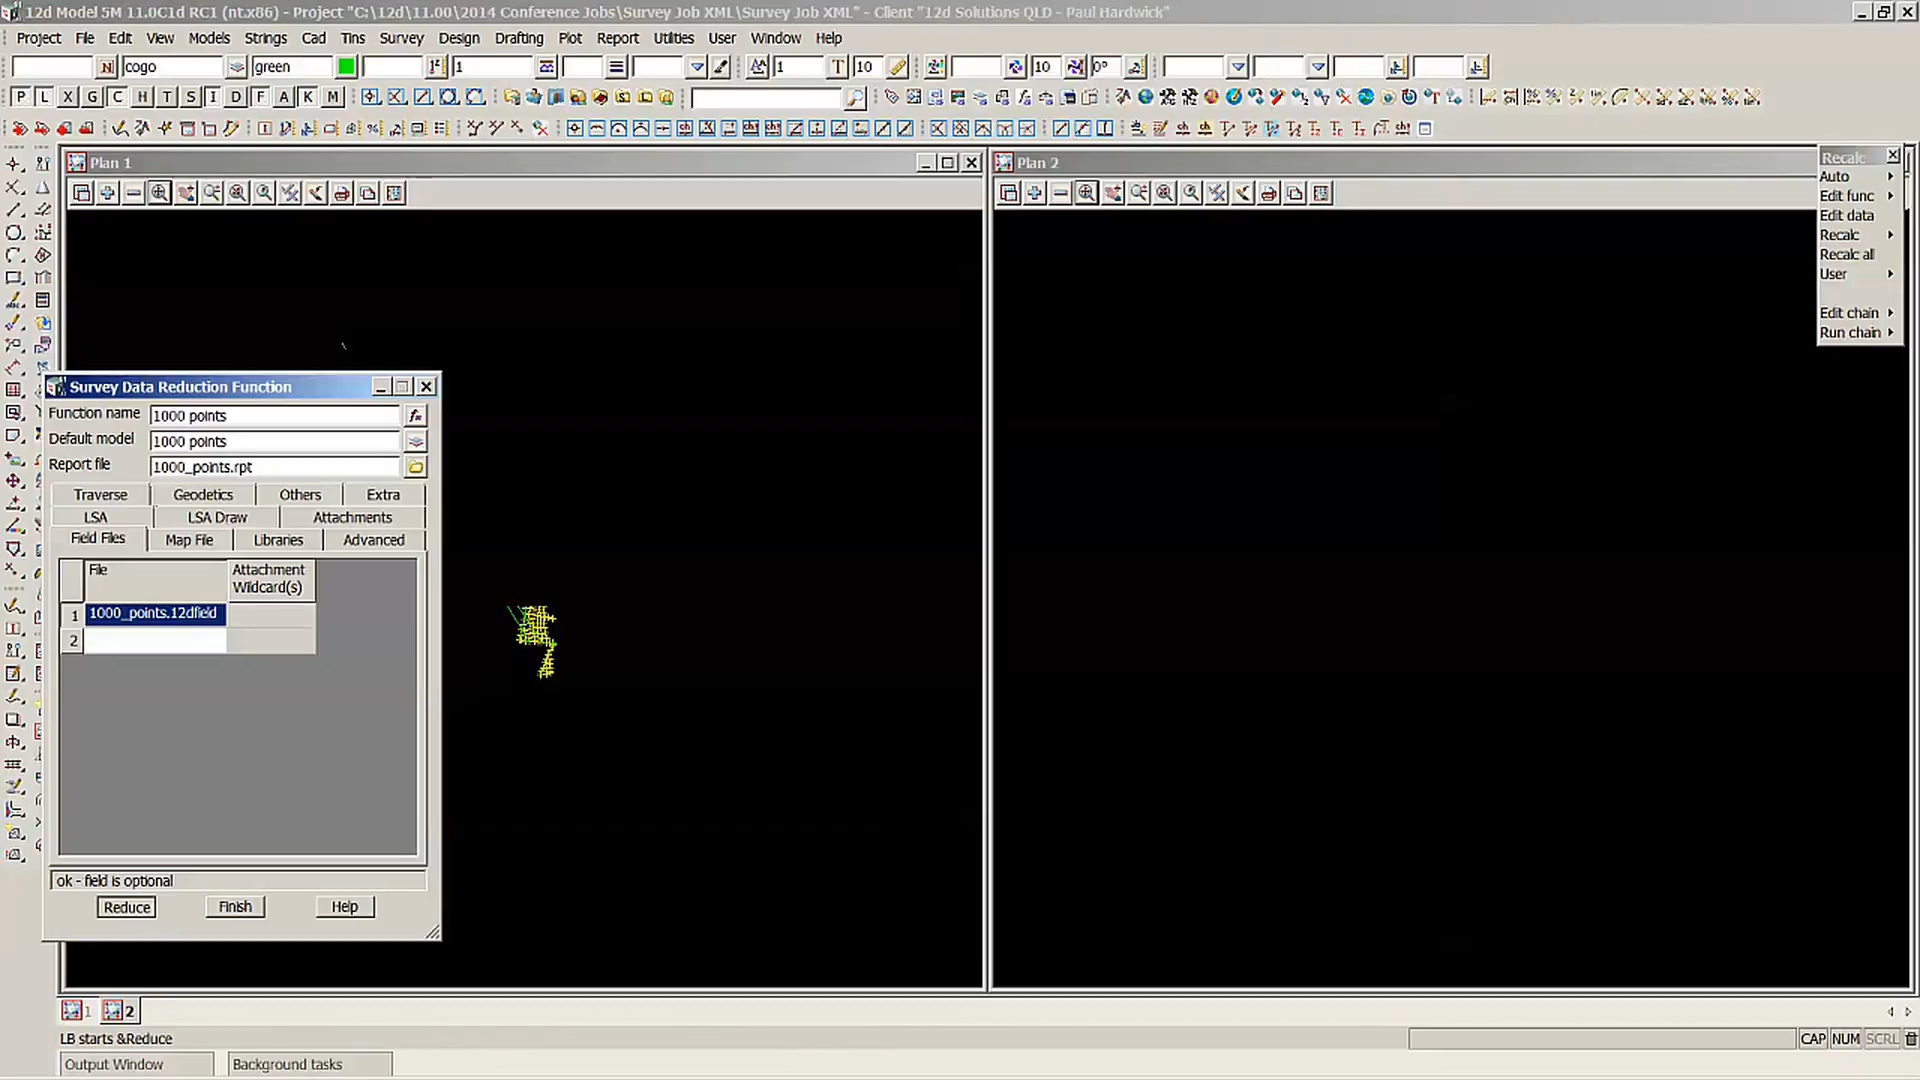 12d Model 5M 11.0C1d RC1 (nt.x86) - Project "C:\12d\11.00\2014 Conference Jobs\Survey Job XML\Survey Job XML" - Client "12d Solutions QLD - Paul Hardwick"
Project File Edit View Models Strings Cad Tins Survey Design Drafting Plot Report Utilities User Window Help
cogo green 1 1 T 10 10 0°
P L X G C H T S I D F A K M
Plan 1
Plan 2
Recalc
Auto
Edit func
Edit data
Recalc
Recalc all
User
Edit chain
Run chain
Survey Data Reduction Function
Function name 1000 points
Default model 1000 points
Report file 1000_points.rpt
Traverse Geodetics Others Extra
LSA LSA Draw Attachments
Field Files Map File Libraries Advanced
File Attachment
Wildcard(s)
1 1000_points.12dfield
2
ok - field is optional
Reduce Finish Help
1 2
LB starts &Reduce
CAP NUM SCRL
Output Window Background tasks